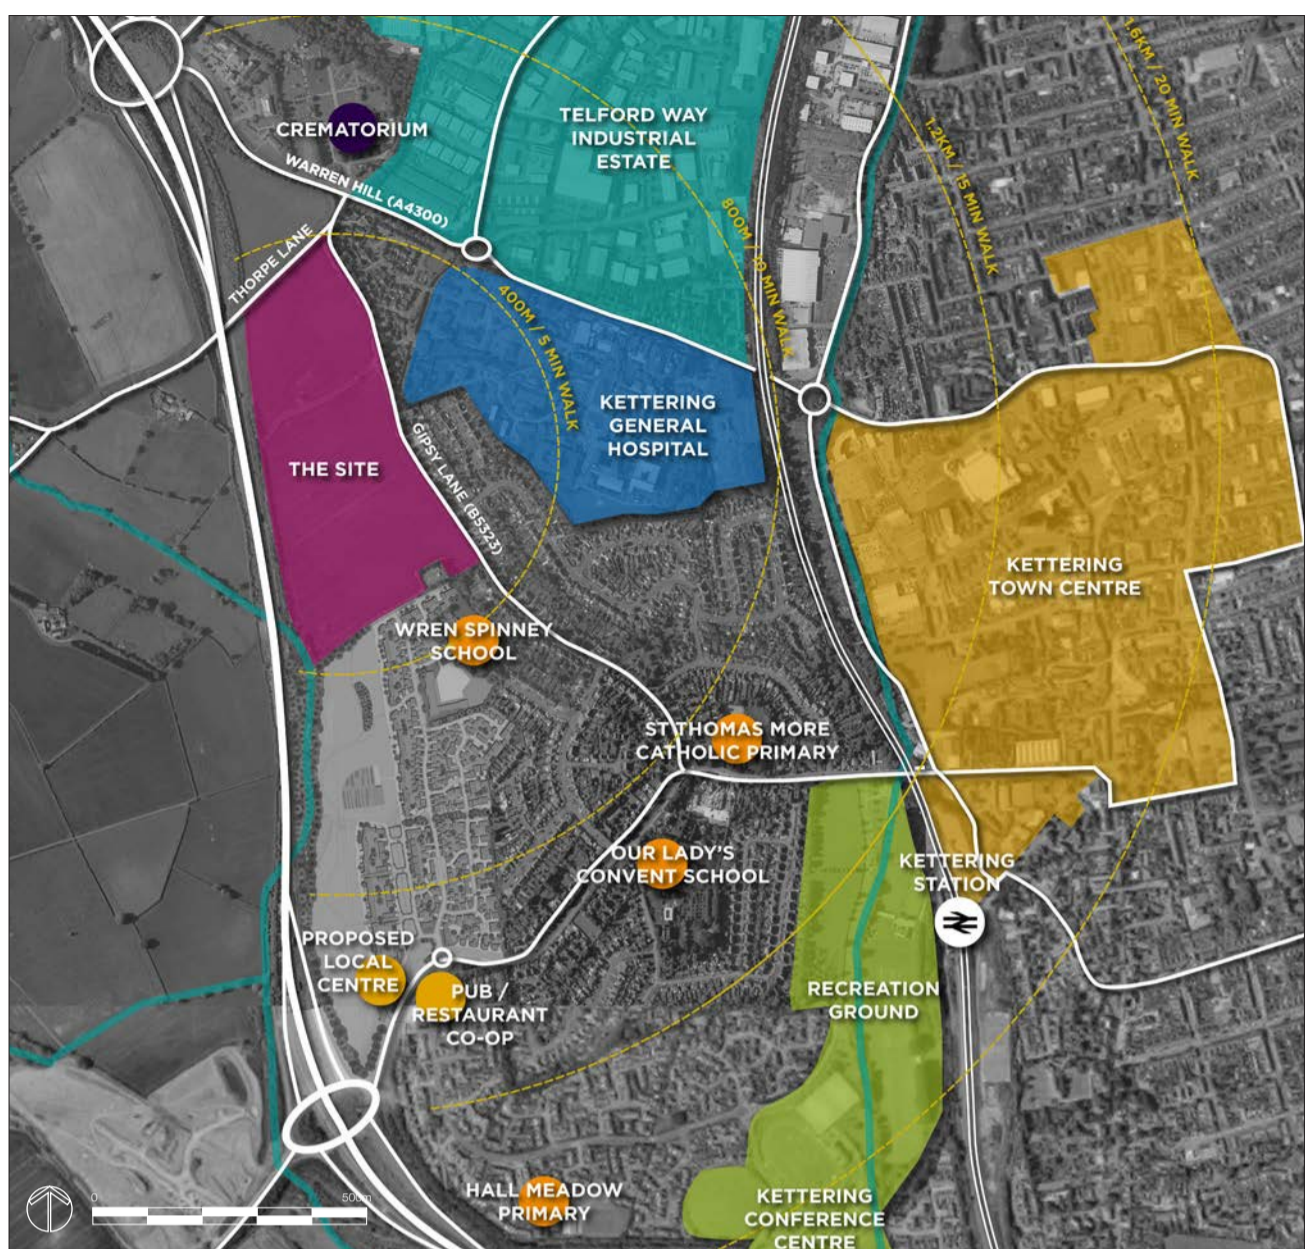 1.6KM / 20 MIN WALK
CREMATORIUM
TELFORD WAY
INDUSTRIAL
ESTATE
1.2KM / 15 MIN WALK
WARREN HILL (A4300)
800M / 10 MIN WALK
THORPE LANE
400M / 5 MIN WALK
KETTERING
GENERAL
HOSPITAL
THE SITE
GIPSY LANE (B5323)
KETTERING
TOWN CENTRE
WREN SPINNEY
SCHOOL
ST THOMAS MORE
CATHOLIC PRIMARY
OUR LADY'S
CONVENT SCHOOL
KETTERING
STATION
PROPOSED
LOCAL
CENTRE
PUB /
RESTAURANT
CO-OP
RECREATION
GROUND
HALL MEADOW
PRIMARY
KETTERING
CONFERENCE
CENTRE
0 500m